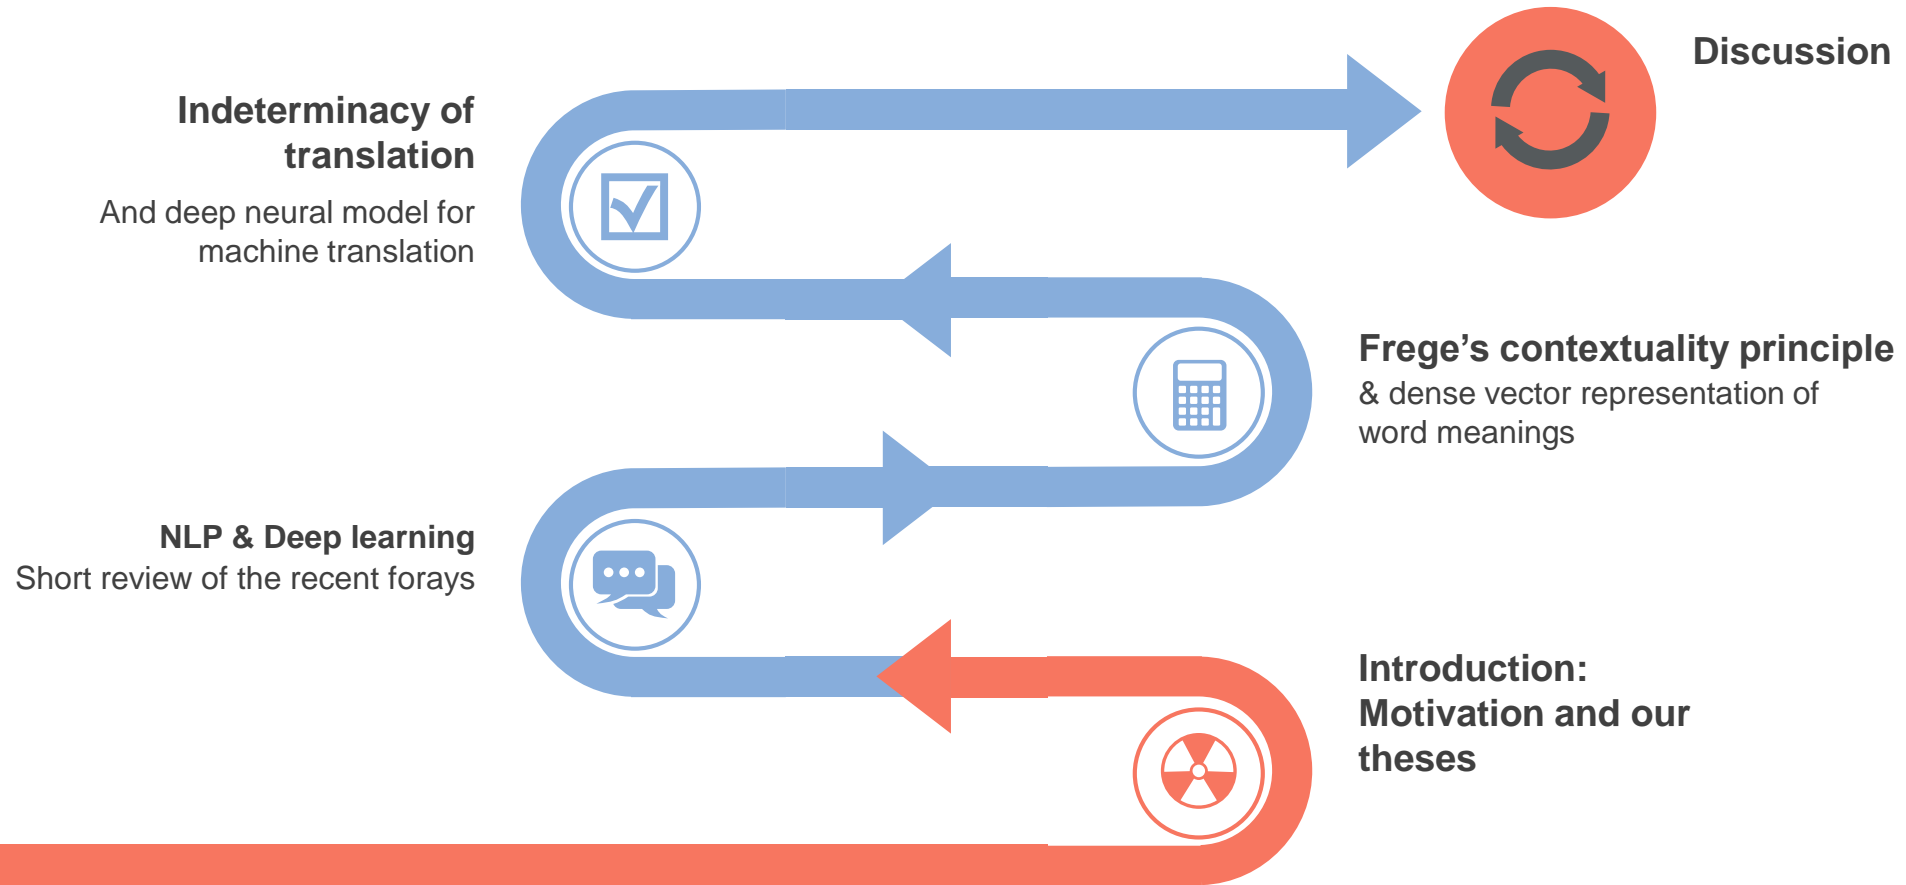 Discussion
Indeterminacy of
translation
And deep neural model for
machine translation
Frege’s contextuality principle
& dense vector representation of
word meanings
NLP & Deep learning
Short review of the recent forays
Introduction:
Motivation and our
theses